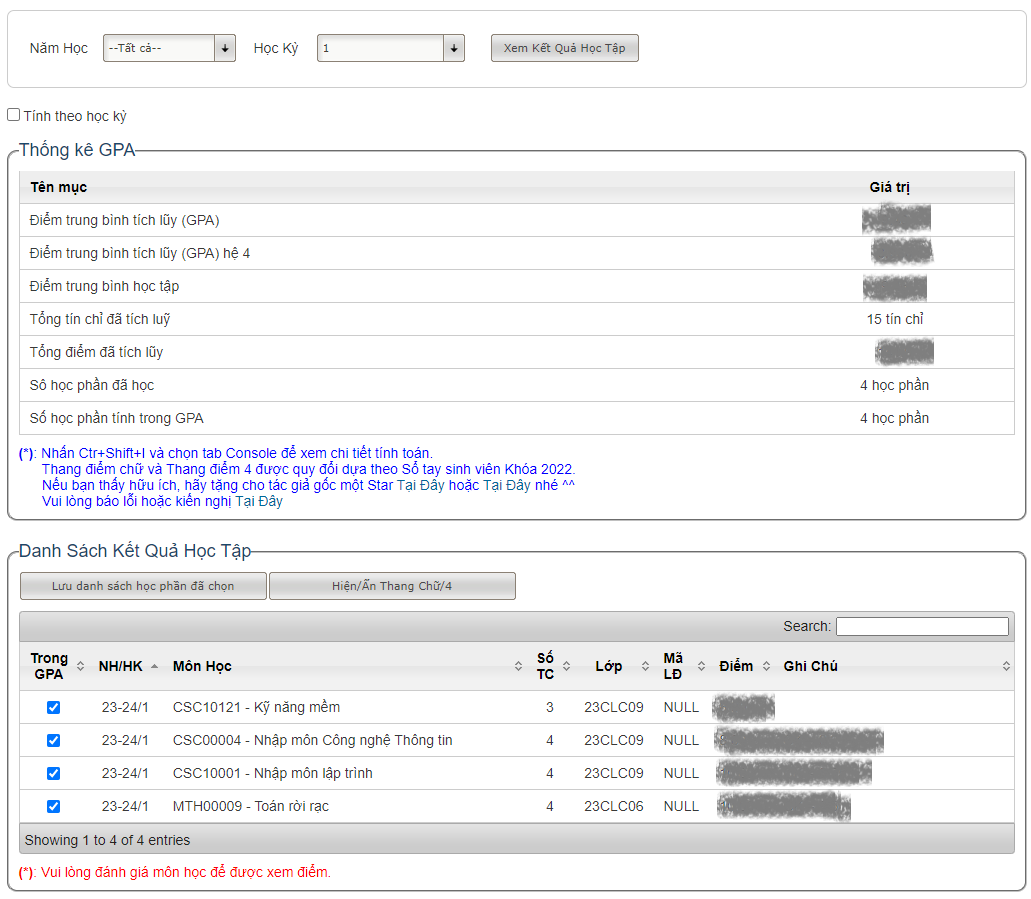 Năm Học --Tất cả-- Học Kỳ 1 Xem Kết Quả Học Tập
Tính theo học kỳ
Thống kê GPA
Tên mục Giá trị
Điểm trung bình tích lũy (GPA)
Điểm trung bình tích lũy (GPA) hệ 4
Điểm trung bình học tập
Tổng tín chỉ đã tích luỹ 15 tín chỉ
Tổng điểm đã tích lũy
Số học phần đã học 4 học phần
Số học phần tính trong GPA 4 học phần
(*): Nhấn Ctr+Shift+I và chọn tab Console để xem chi tiết tính toán.
Thang điểm chữ và Thang điểm 4 được quy đổi dựa theo Sổ tay sinh viên Khóa 2022.
Nếu bạn thấy hữu ích, hãy tặng cho tác giả gốc một Star Tại Đây hoặc Tại Đây nhé ^^
Vui lòng báo lỗi hoặc kiến nghị Tại Đây
Danh Sách Kết Quả Học Tập
Lưu danh sách học phần đã chọn Hiện/Ẩn Thang Chữ/4
Search:
Trong GPA NH/HK Môn Học Số TC Lớp Mã LĐ Điểm Ghi Chú
23-24/1 CSC10121 - Kỹ năng mềm 3 23CLC09 NULL
23-24/1 CSC00004 - Nhập môn Công nghệ Thông tin 4 23CLC09 NULL
23-24/1 CSC10001 - Nhập môn lập trình 4 23CLC09 NULL
23-24/1 MTH00009 - Toán rời rạc 4 23CLC06 NULL
Showing 1 to 4 of 4 entries
(*): Vui lòng đánh giá môn học để được xem điểm.